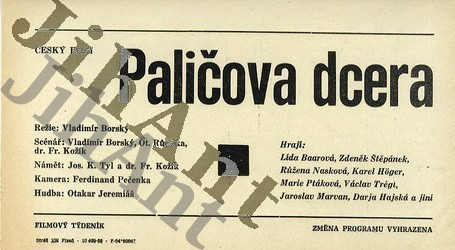 ČESKÝ FILM
Paličova dcera
Režie: Vladimír Borský
Scénář: Vladimír Borský, Ot. Růžička,
dr. Fr. Kožík
Námět: Jos. K. Tyl a dr. Fr. Kožík
Kamera: Ferdinand Pečenka
Hudba: Otakar Jeremiáš
Hrají:
Lída Baarová, Zdeněk Štěpánek,
Růžena Nasková, Karel Höger,
Marie Ptáková, Václav Trégl,
Jaroslav Marvan, Darja Hajská a jiní
FILMOVÝ TÝDENÍK
ZMĚNA PROGRAMU VYHRAZENA
Plzeň
JihAnt
JihAnt